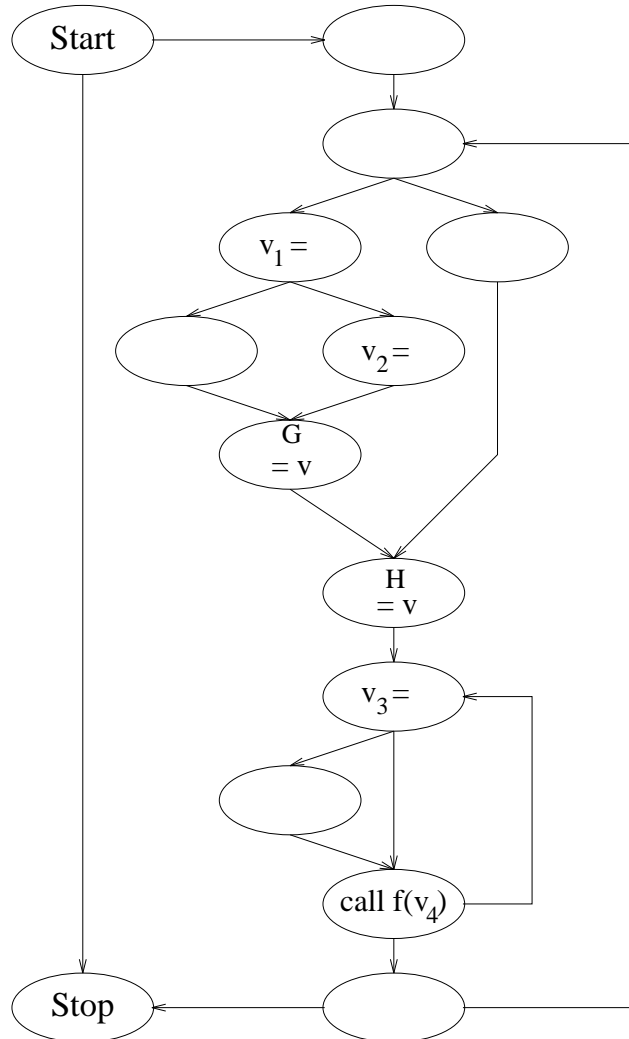 Start
v1 =
v2 =
G
= v
H
= v
v3 =
call f(v4)
Stop